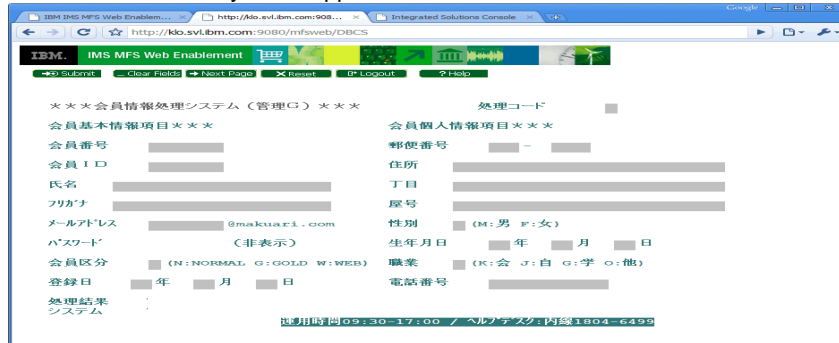 IBM IMS MFS Web Enablem... http://klo.svl.ibm.com:908... Integrated Solutions Console Google
http://klo.svl.ibm.com:9080/mfsweb/DBCS
IBM. IMS MFS Web Enablement
Submit Clear Fields Next Page Reset Logout ? Help
***会員情報処理システム(管理G)*** 処理コード
会員基本情報項目*** 会員個人情報項目***
会員番号 郵便番号 -
会員ID 住所
氏名 丁目
フリガナ 屋号
メールアドレス @makuari.com 性別 (M:男 F:女)
パスワード (非表示) 生年月日 年 月 日
会員区分 (N:NORMAL G:GOLD W:WEB) 職業 (K:会 J:自 G:学 O:他)
登録日 年 月 日 電話番号
処理結果
システム
運用時間09:30-17:00 / ヘルプデスク:内線1804-6499